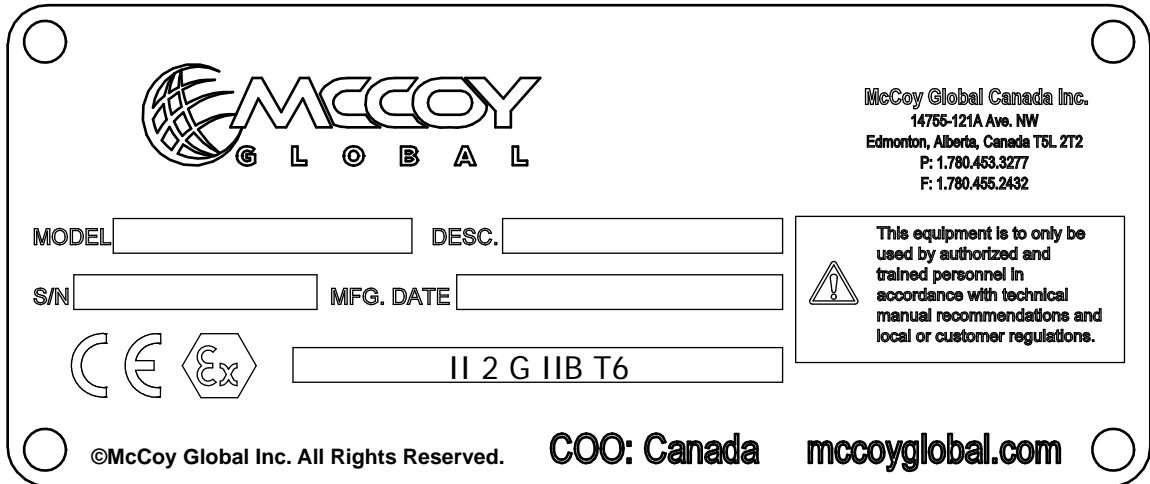 MCCOY
GLOBAL
McCoy Global Canada Inc.
14755-121A Ave. NW
Edmonton, Alberta, Canada T5L 2T2
P: 1.780.453.3277
F: 1.780.455.2432
MODEL DESC.
S/N MFG. DATE
This equipment is to only be
used by authorized and
trained personnel in
accordance with technical
manual recommendations and
local or customer regulations.
CE Ex II 2 G IIB T6
©McCoy Global Inc. All Rights Reserved. COO: Canada mccoyglobal.com